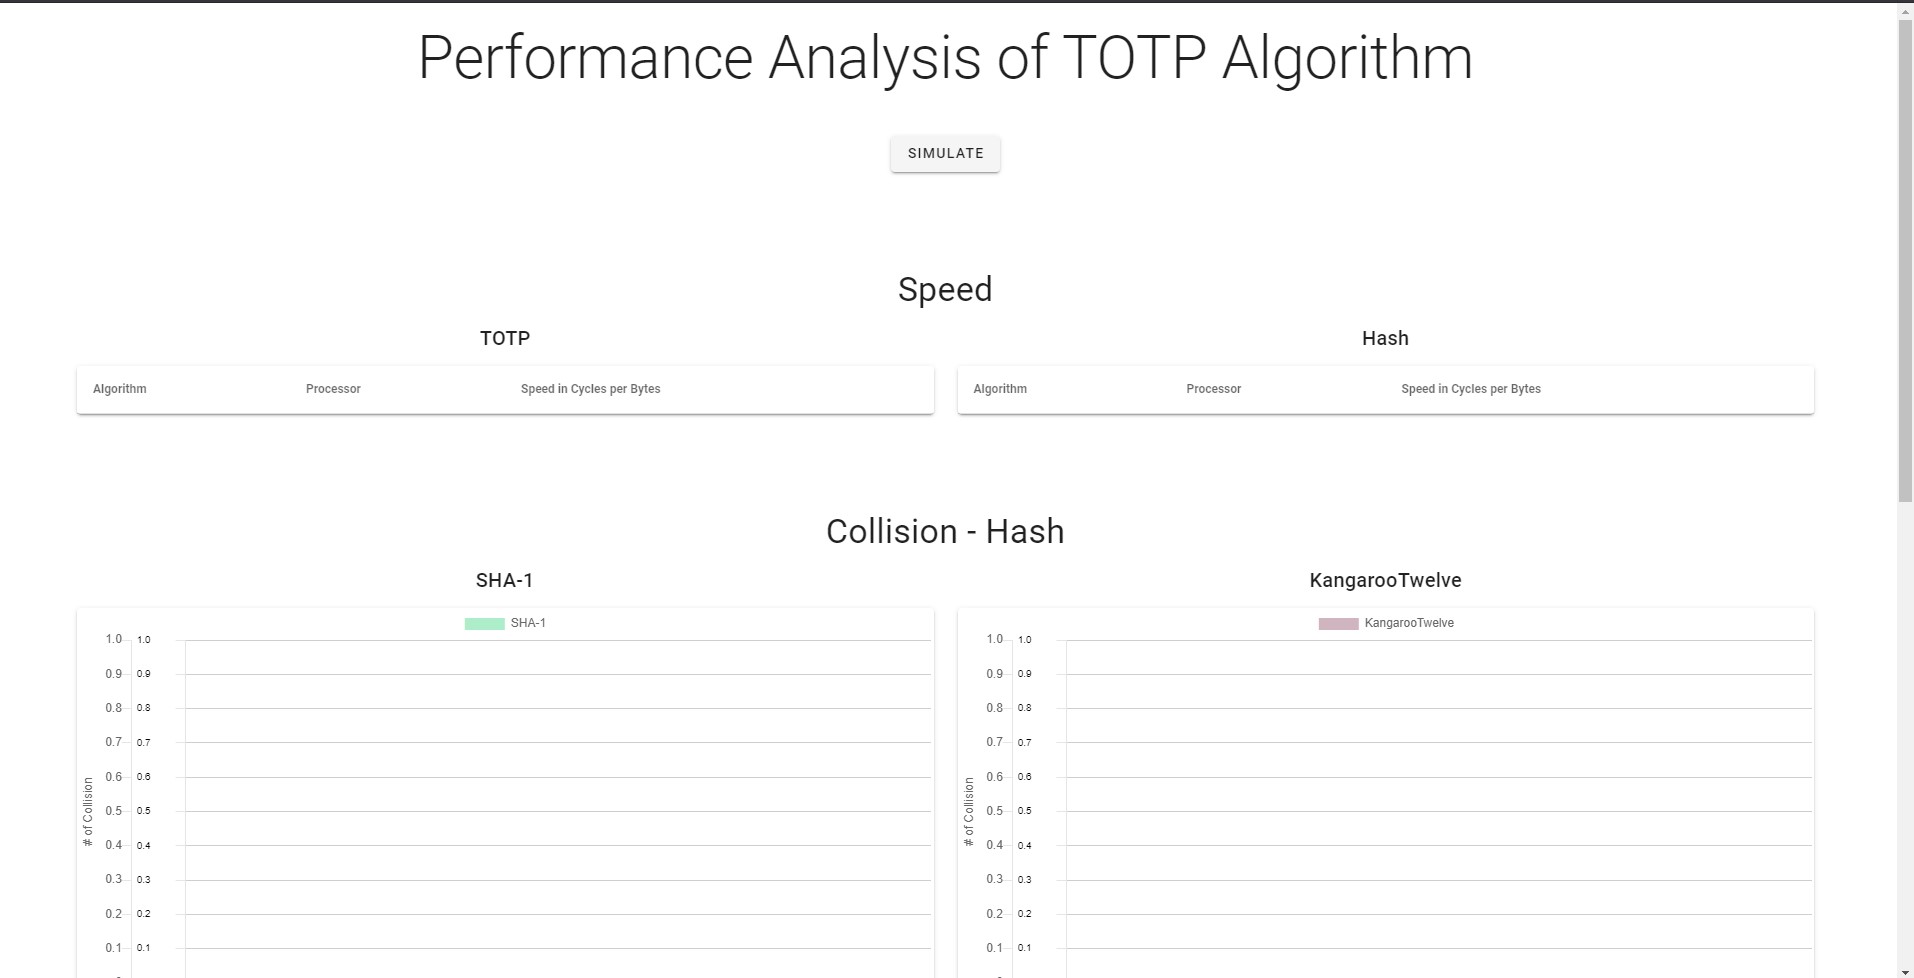 Performance Analysis of TOTP Algorithm
SIMULATE
Speed
TOTP
Algorithm Processor Speed in Cycles per Bytes
Hash
Algorithm Processor Speed in Cycles per Bytes
Collision - Hash
SHA-1
SHA-1
# of Collision
1.0 1.0
0.9 0.9
0.8 0.8
0.7 0.7
0.6 0.6
0.5 0.5
0.4 0.4
0.3 0.3
0.2 0.2
0.1 0.1
KangarooTwelve
KangarooTwelve
# of Collision
1.0 1.0
0.9 0.9
0.8 0.8
0.7 0.7
0.6 0.6
0.5 0.5
0.4 0.4
0.3 0.3
0.2 0.2
0.1 0.1